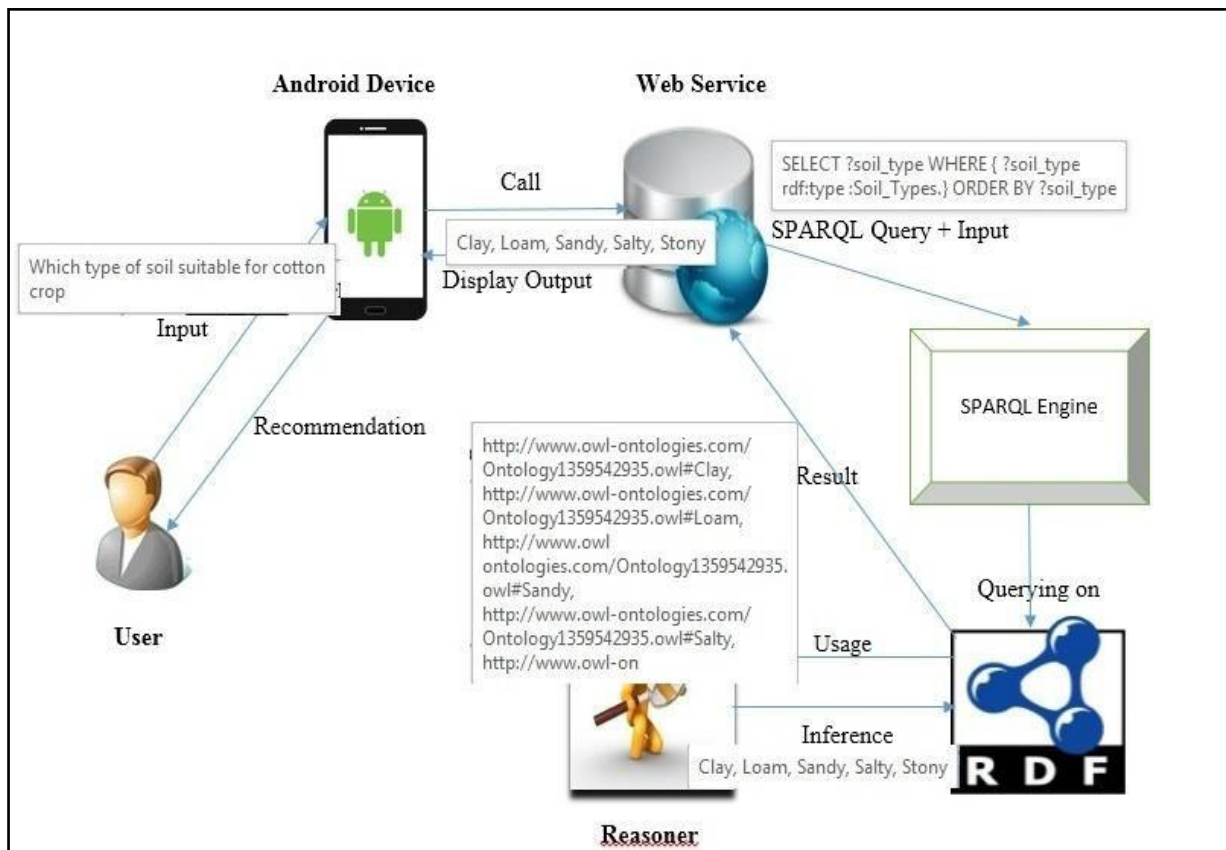 Android Device
Web Service
SELECT ?soil_type WHERE { ?soil_type
rdf:type :Soil_Types.} ORDER BY ?soil_type
Call
SPARQL Query + Input
Clay, Loam, Sandy, Salty, Stony
Display Output
Which type of soil suitable for cotton
crop
Input
SPARQL Engine
Recommendation
http://www.owl-ontologies.com/
Ontology1359542935.owl#Clay,
http://www.owl-ontologies.com/
Ontology1359542935.owl#Loam,
http://www.owl
ontologies.com/Ontology1359542935.
owl#Sandy,
http://www.owl-ontologies.com/
Ontology1359542935.owl#Salty,
http://www.owl-on
Result
Querying on
User
Usage
Inference
Clay, Loam, Sandy, Salty, Stony
RDF
Reasoner